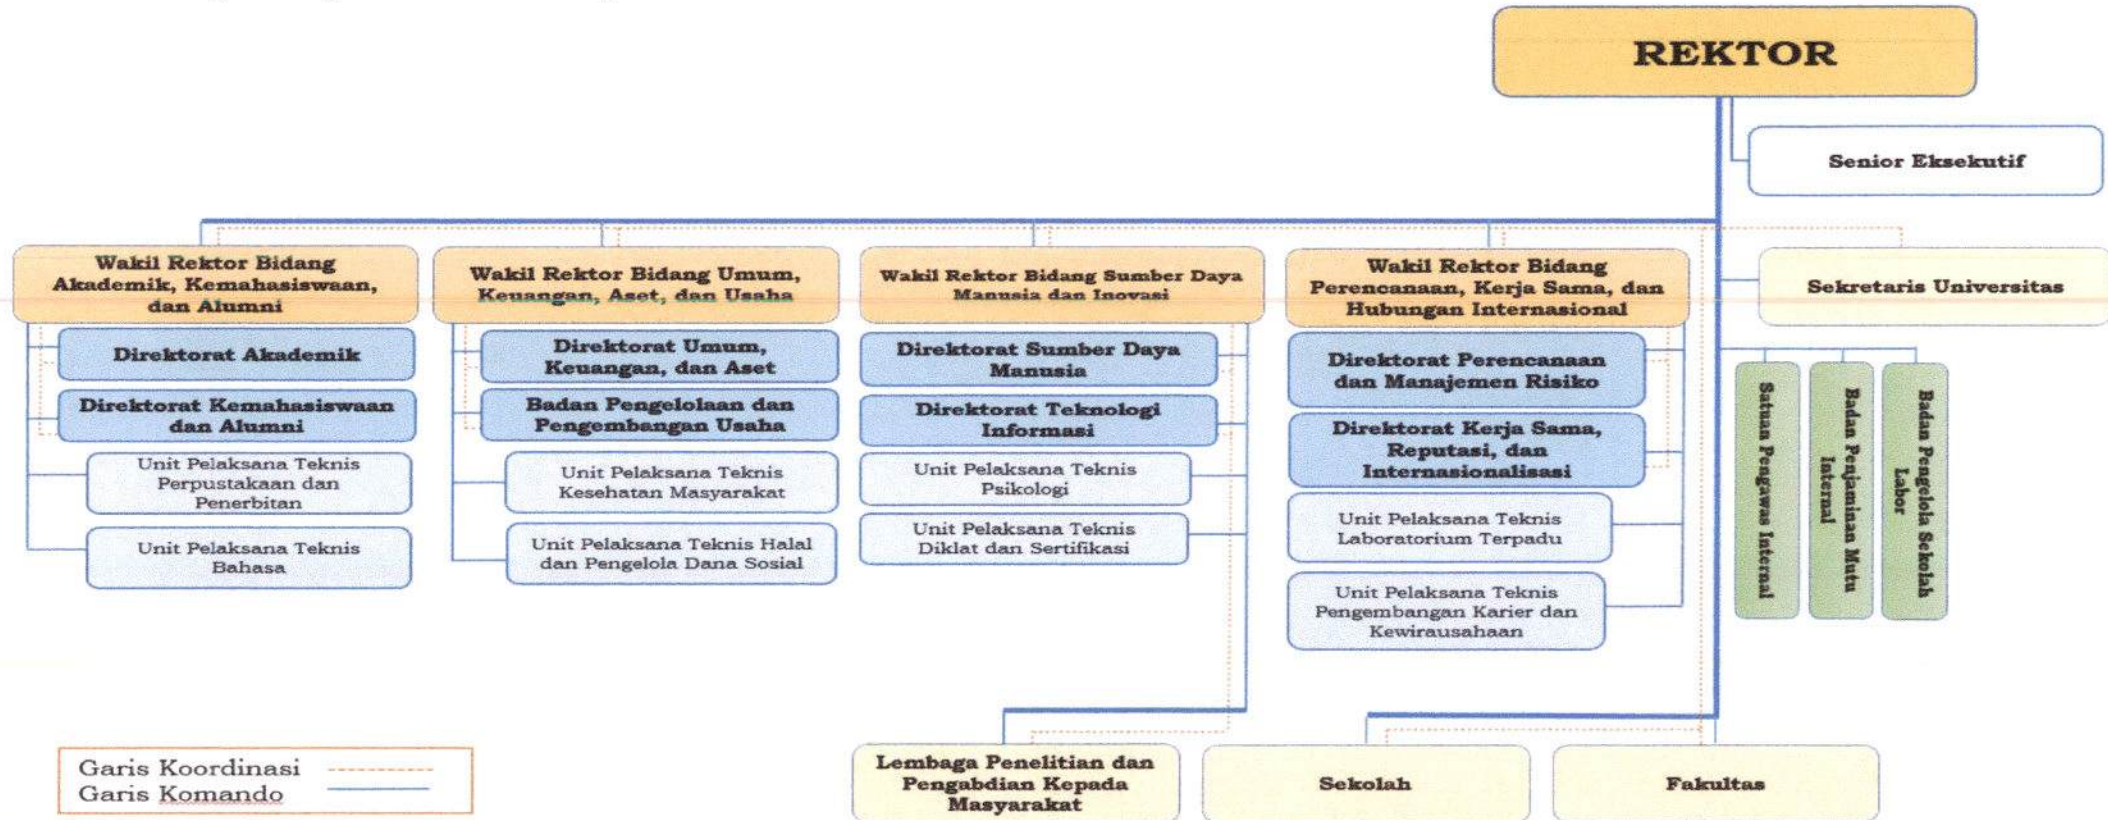 REKTOR
Senior Eksekutif
Wakil Rektor Bidang
Akademik, Kemahasiswaan,
dan Alumni
Wakil Rektor Bidang Umum,
Keuangan, Aset, dan Usaha
Wakil Rektor Bidang Sumber Daya
Manusia dan Inovasi
Wakil Rektor Bidang
Perencanaan, Kerja Sama, dan
Hubungan Internasional
Sekretaris Universitas
Direktorat Akademik
Direktorat Kemahasiswaan
dan Alumni
Unit Pelaksana Teknis
Perpustakaan dan
Penerbitan
Unit Pelaksana Teknis
Bahasa
Direktorat Umum,
Keuangan, dan Aset
Badan Pengelolaan dan
Pengembangan Usaha
Unit Pelaksana Teknis
Kesehatan Masyarakat
Unit Pelaksana Teknis Halal
dan Pengelola Dana Sosial
Direktorat Sumber Daya
Manusia
Direktorat Teknologi
Informasi
Unit Pelaksana Teknis
Psikologi
Unit Pelaksana Teknis
Diklat dan Sertifikasi
Direktorat Perencanaan
dan Manajemen Risiko
Direktorat Kerja Sama,
Reputasi, dan
Internasionalisasi
Unit Pelaksana Teknis
Laboratorium Terpadu
Unit Pelaksana Teknis
Pengembangan Karier dan
Kewirausahaan
Satuan Pengawas Internal
Badan Penjaminan Mutu
Internal
Badan Pengelola Sekolah
Labor
Lembaga Penelitian dan
Pengabdian Kepada
Masyarakat
Sekolah
Fakultas
Garis Koordinasi
Garis Komando